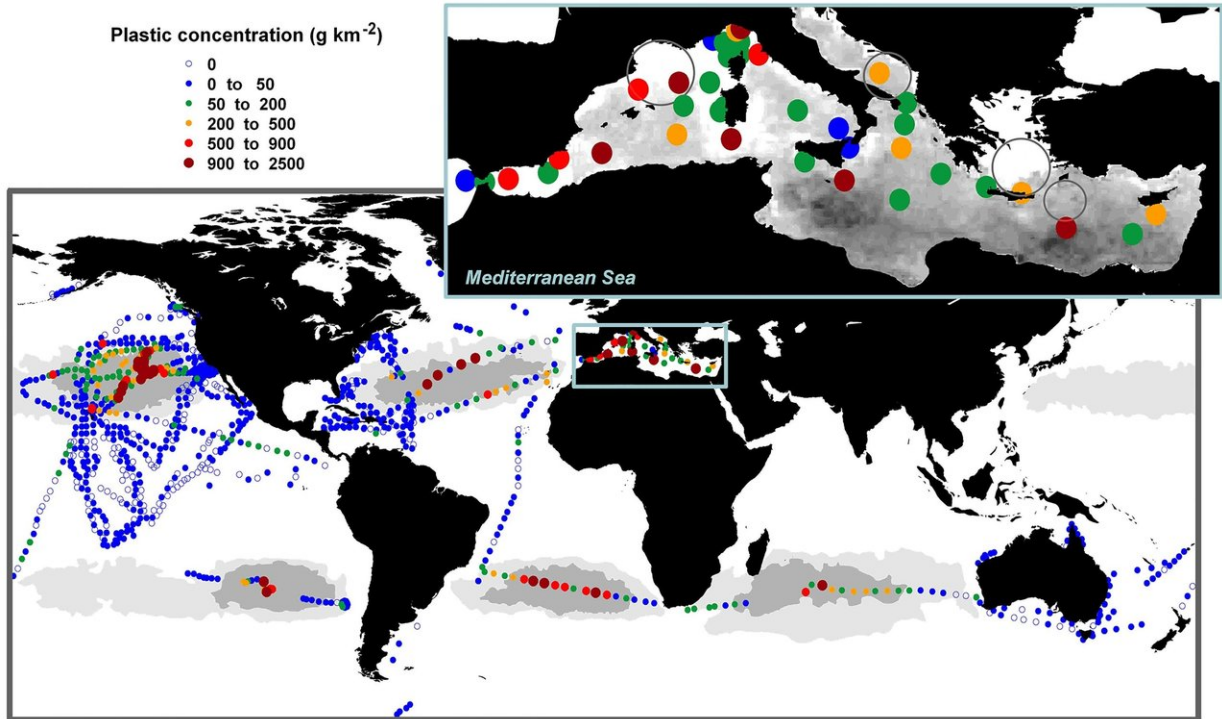 Plastic concentration (g km⁻²)
0
0 to 50
50 to 200
200 to 500
500 to 900
900 to 2500
Mediterranean Sea